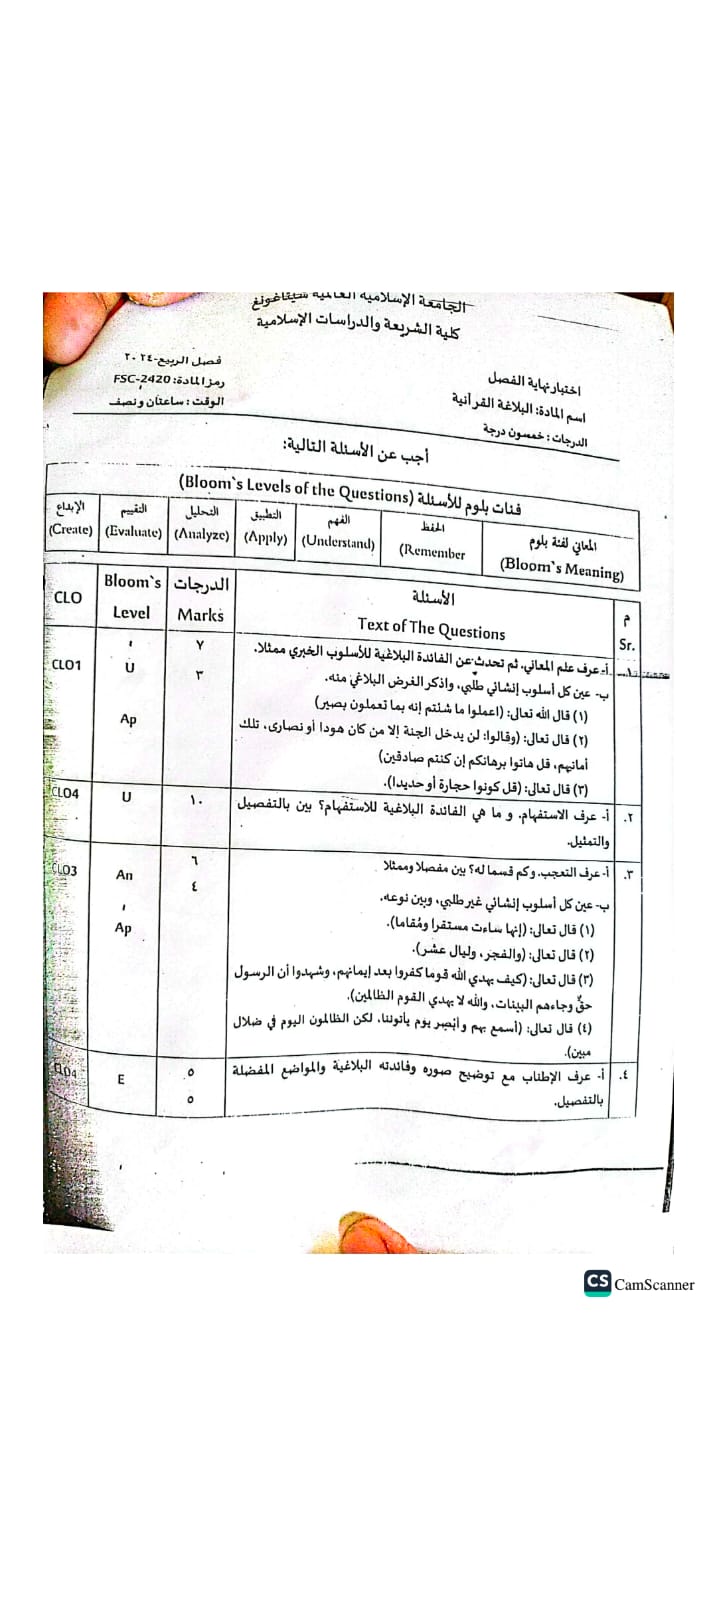 الجامعة الإسلامية العالمية شيتاغونغ
كلية الشريعة والدراسات الإسلامية
فصل الربيع-٢٠٢٤
اختبار نهاية الفصل
رمز المادة: FSC-2420
اسم المادة: البلاغة القرآنية
الوقت: ساعتان ونصف
الدرجات: خمسون درجة
أجب عن الأسئلة التالية:
فئات بلوم للأسئلة (Bloom`s Levels of the Questions)
المعاني لفئة بلوم الحفظ الفهم التطبيق التحليل التقييم الإبداع
(Bloom`s Meaning) (Remember (Understand) (Apply) (Analyze) (Evaluate) (Create)
م الأسئلة الدرجات Bloom`s CLO
Sr. Text of The Questions Marks Level
١. أ-عرف علم المعاني، ثم تحدث عن الفائدة البلاغية للأسلوب الخبري ممثلا. ٧ U CLO1
ب- عين كل أسلوب إنشائي طلبي، واذكر الغرض البلاغي منه. ٣
(١) قال الله تعالى: (اعملوا ما شئتم إنه بما تعملون بصير) Ap
(٢) قال تعالى: (وقالوا: لن يدخل الجنة إلا من كان هودا أو نصارى، تلك
أمانيهم، قل هاتوا برهانكم إن كنتم صادقين)
(٣) قال تعالى: (قل كونوا حجارة أو حديدا).
٢. أ- عرف الاستفهام. و ما هي الفائدة البلاغية للاستفهام؟ بين بالتفصيل ١٠ U CLO4
والتمثيل.
٣. أ- عرف التعجب. وكم قسما له؟ بين مفصلا وممثلا ٦ An CLO3
ب- عين كل أسلوب إنشائي غير طلبي، وبين نوعه. ٤
(١) قال تعالى: (إنها ساءت مستقرا ومُقاما). Ap
(٢) قال تعالى: (والفجر، وليال عشر).
(٣) قال تعالى: (كيف يهدي الله قوما كفروا بعد إيمانهم، وشهدوا أن الرسول
حقٌّ وجاءهم البينات، والله لا يهدي القوم الظالمين).
(٤) قال تعالى: (أسمع بهم وأبْصِر يوم يأتوننا، لكن الظالمون اليوم في ضلال
مبين).
٤. أ- عرف الإطناب مع توضيح صوره وفائدته البلاغية والمواضع المفضلة ٥ E CLO4
بالتفصيل. ٥
CS CamScanner